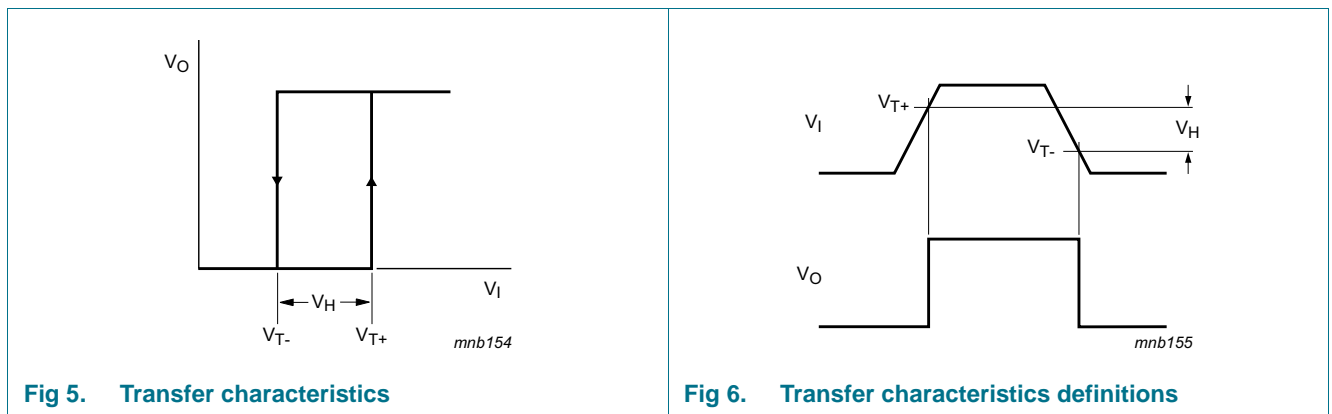 VO
VH
VI
VT-
VT+
mnb154
Fig 5. Transfer characteristics
VT+
VI
VH
VT-
VO
mnb155
Fig 6. Transfer characteristics definitions